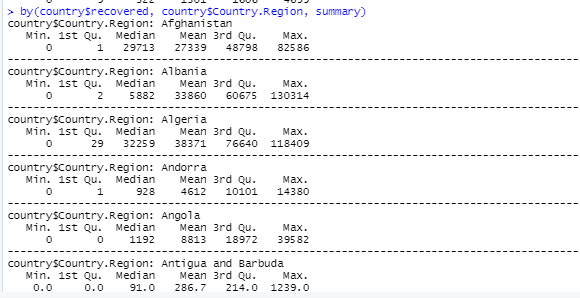 > by(country$recovered, country$Country.Region, summary)
country$Country.Region: Afghanistan
   Min. 1st Qu.  Median    Mean 3rd Qu.    Max.
      0       1   29713   27339   48798   82586
------------------------------------------------------------------------
country$Country.Region: Albania
   Min. 1st Qu.  Median    Mean 3rd Qu.    Max.
      0       2    5882   33860   60675  130314
------------------------------------------------------------------------
country$Country.Region: Algeria
   Min. 1st Qu.  Median    Mean 3rd Qu.    Max.
      0      29   32259   38371   76640  118409
------------------------------------------------------------------------
country$Country.Region: Andorra
   Min. 1st Qu.  Median    Mean 3rd Qu.    Max.
      0       1     928    4612   10101   14380
------------------------------------------------------------------------
country$Country.Region: Angola
   Min. 1st Qu.  Median    Mean 3rd Qu.    Max.
      0       0    1192    8813   18972   39582
------------------------------------------------------------------------
country$Country.Region: Antigua and Barbuda
   Min. 1st Qu.  Median    Mean 3rd Qu.    Max.
    0.0     0.0    91.0   286.7   214.0  1239.0